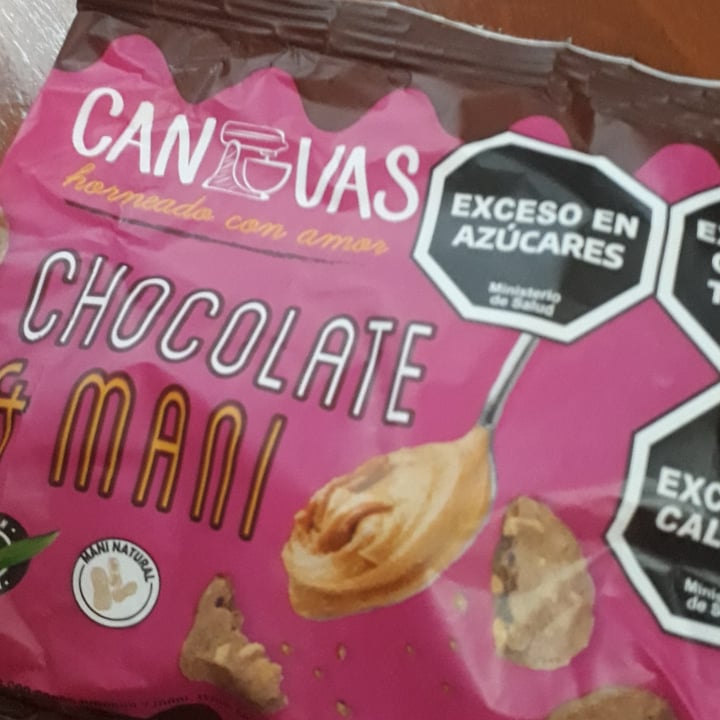 CANUVAS
horneado con amor
CHOCOLATE
& MANI
MANI NATURAL
EXCESO EN
AZÚCARES
Ministerio
de Salud